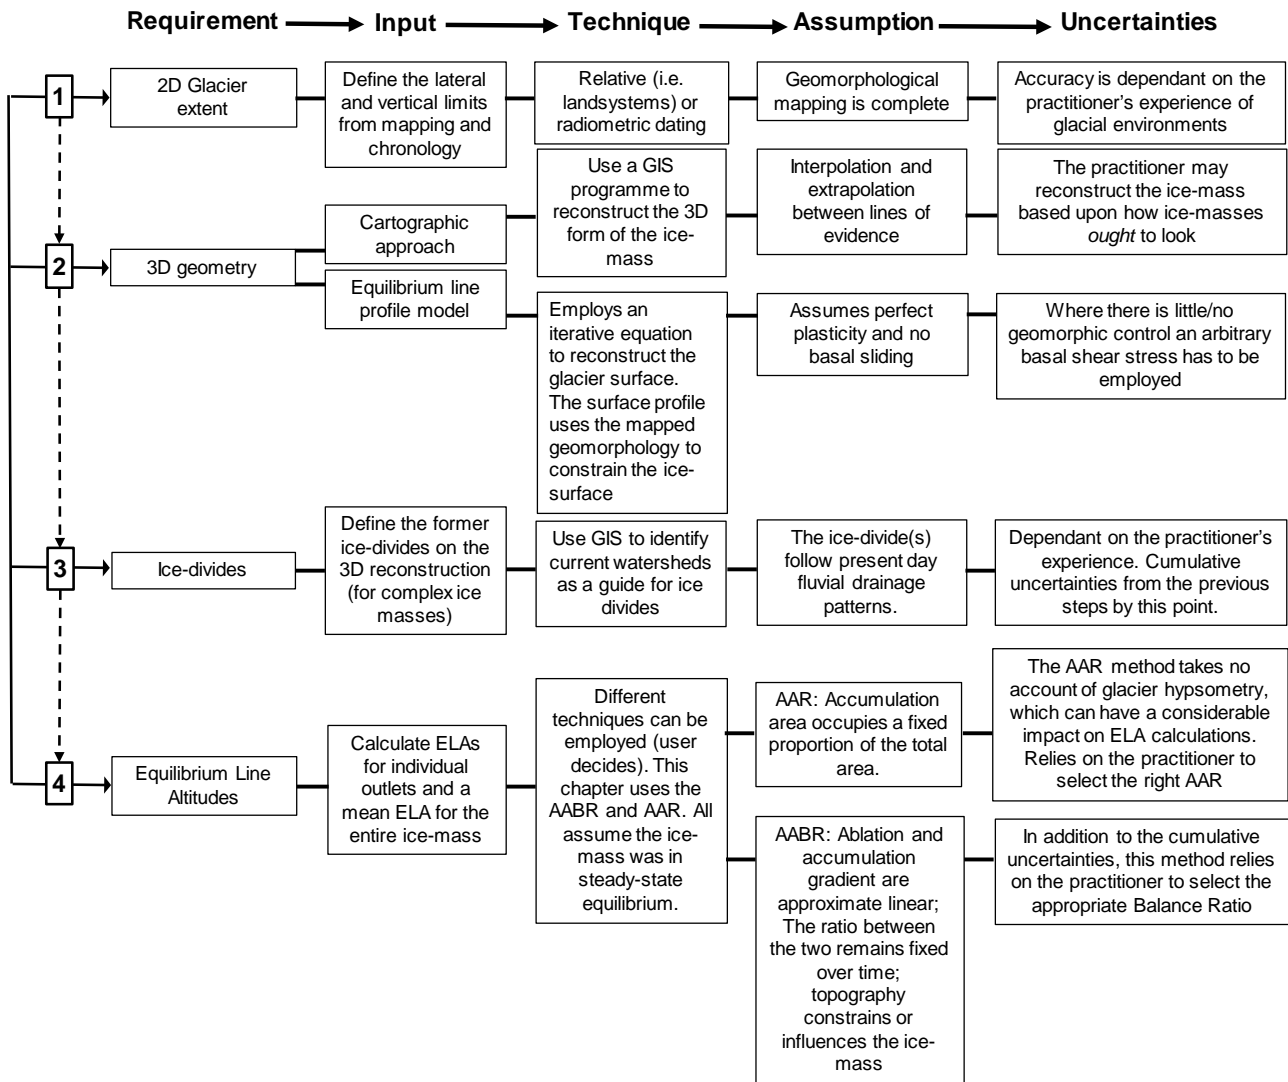 Requirement
Input
Technique
Assumption
Uncertainties
1
2D Glacier
extent
Define the lateral
and vertical limits
from mapping and
chronology
Relative (i.e.
landsystems) or
radiometric dating
Geomorphological
mapping is complete
Accuracy is dependant on the
practitioner's experience of
glacial environments
2
3D geometry
Cartographic
approach
Use a GIS
programme to
reconstruct the 3D
form of the ice-
mass
Interpolation and
extrapolation
between lines of
evidence
The practitioner may
reconstruct the ice-mass
based upon how ice-masses
ought to look
Equilibrium line
profile model
Employs an
iterative equation
to reconstruct the
glacier surface.
The surface profile
uses the mapped
geomorphology to
constrain the ice-
surface
Assumes perfect
plasticity and no
basal sliding
Where there is little/no
geomorphic control an arbitrary
basal shear stress has to be
employed
3
Ice-divides
Define the former
ice-divides on the
3D reconstruction
(for complex ice
masses)
Use GIS to identify
current watersheds
as a guide for ice
divides
The ice-divide(s)
follow present day
fluvial drainage
patterns.
Dependant on the practitioner's
experience. Cumulative
uncertainties from the previous
steps by this point.
4
Equilibrium Line
Altitudes
Calculate ELAs
for individual
outlets and a
mean ELA for the
entire ice-mass
Different
techniques can be
employed (user
decides). This
chapter uses the
AABR and AAR. All
assume the ice-
mass was in
steady-state
equilibrium.
AAR: Accumulation
area occupies a fixed
proportion of the total
area.
The AAR method takes no
account of glacier hypsometry,
which can have a considerable
impact on ELA calculations.
Relies on the practitioner to
select the right AAR
AABR: Ablation and
accumulation
gradient are
approximate linear;
The ratio between
the two remains fixed
over time;
topography
constrains or
influences the ice-
mass
In addition to the cumulative
uncertainties, this method relies
on the practitioner to select the
appropriate Balance Ratio